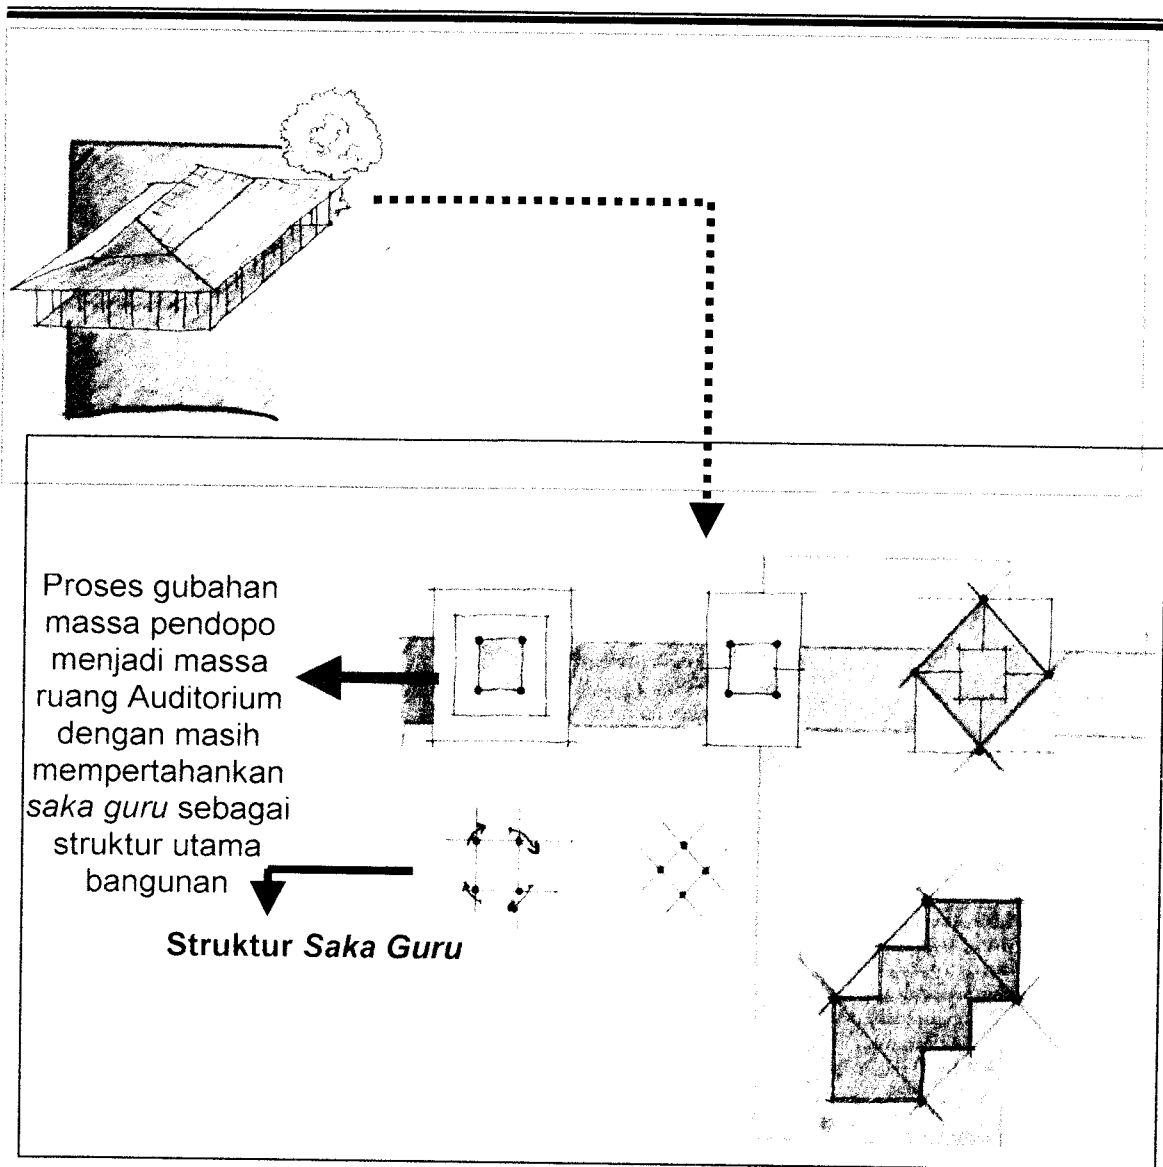 Proses gubahan
massa pendopo
menjadi massa
ruang Auditorium
dengan masih
mempertahankan
saka guru sebagai
struktur utama
bangunan
Struktur Saka Guru